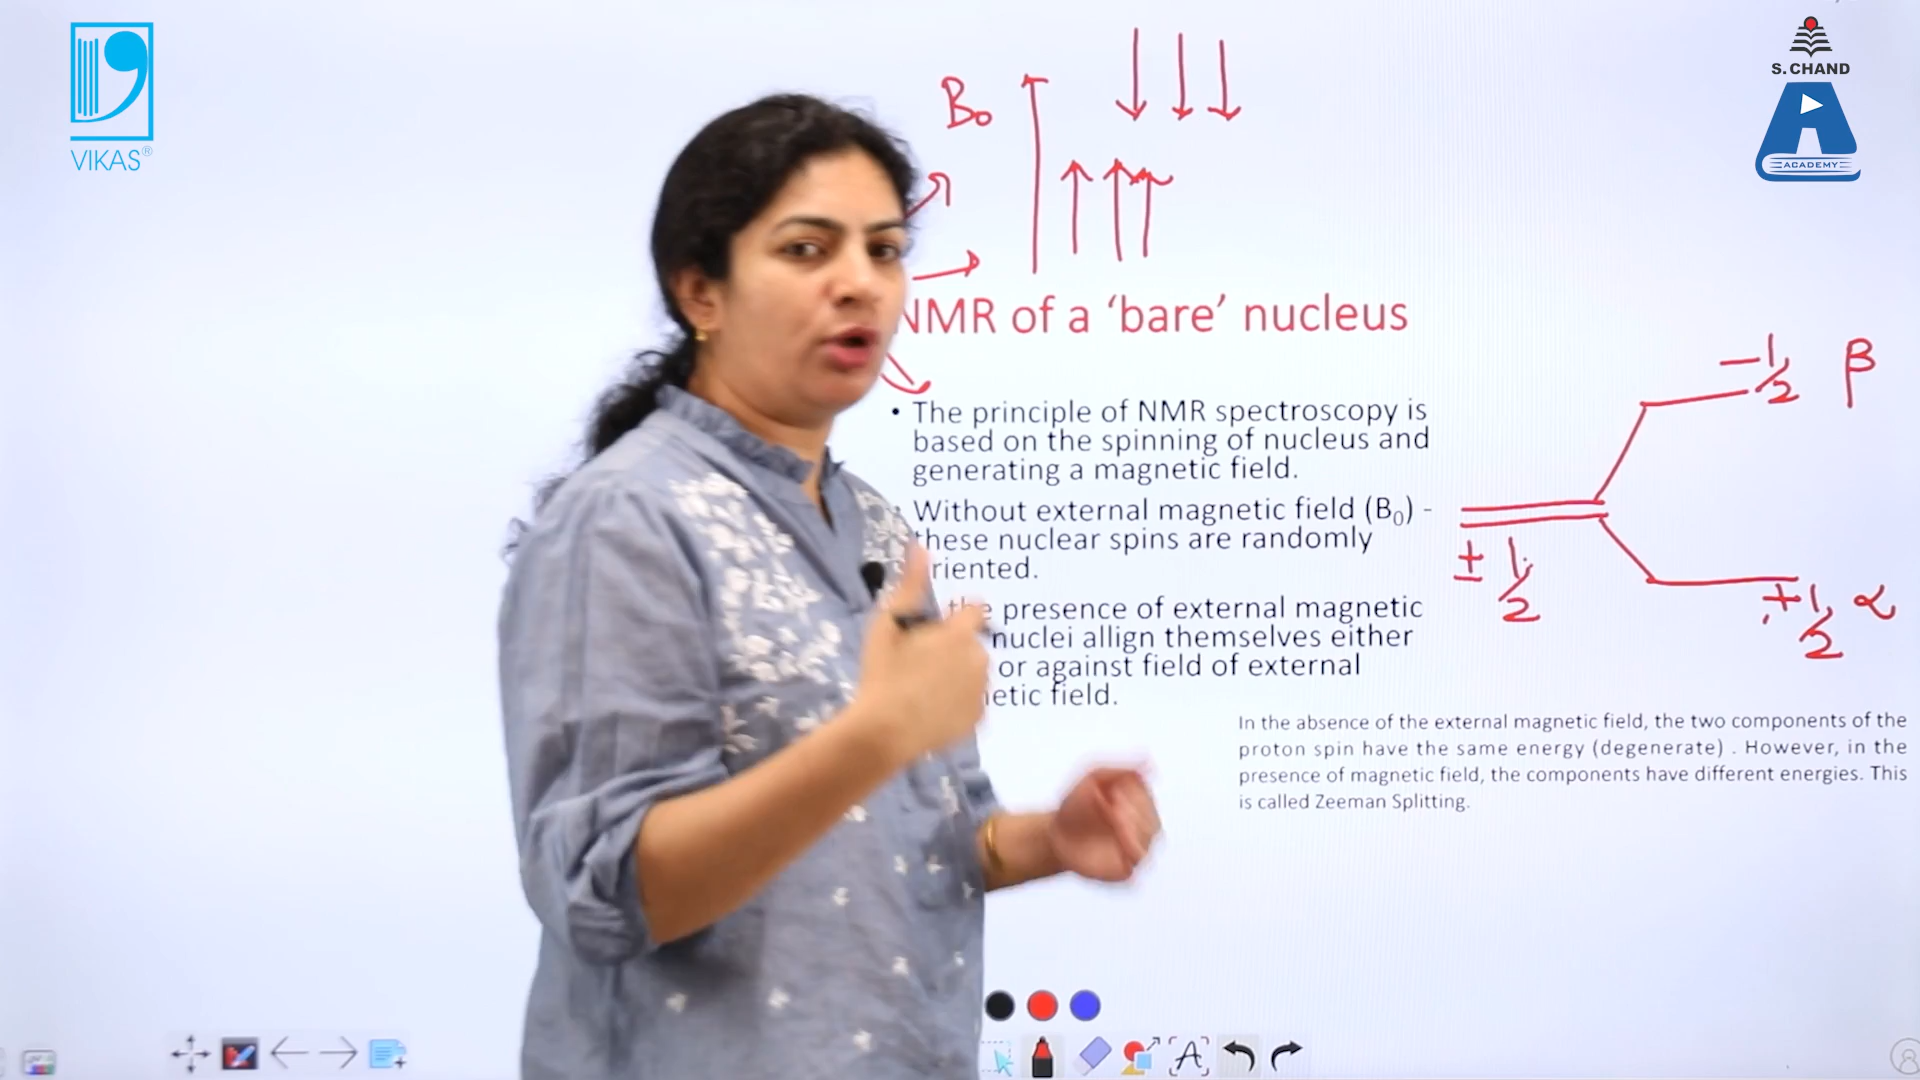 VIKAS®
S. CHAND
ACADEMY
B₀
NMR of a ‘bare’ nucleus
• The principle of NMR spectroscopy is
based on the spinning of nucleus and
generating a magnetic field.
Without external magnetic field (B₀) -
these nuclear spins are randomly
presence of external magnetic
nuclei allign themselves either
or against field of external
field.
-1/2 β
± 1/2
+1/2 α
In the absence of the external magnetic field, the two components of the
proton spin have the same energy (degenerate) . However, in the
presence of magnetic field, the components have different energies. This
is called Zeeman Splitting.